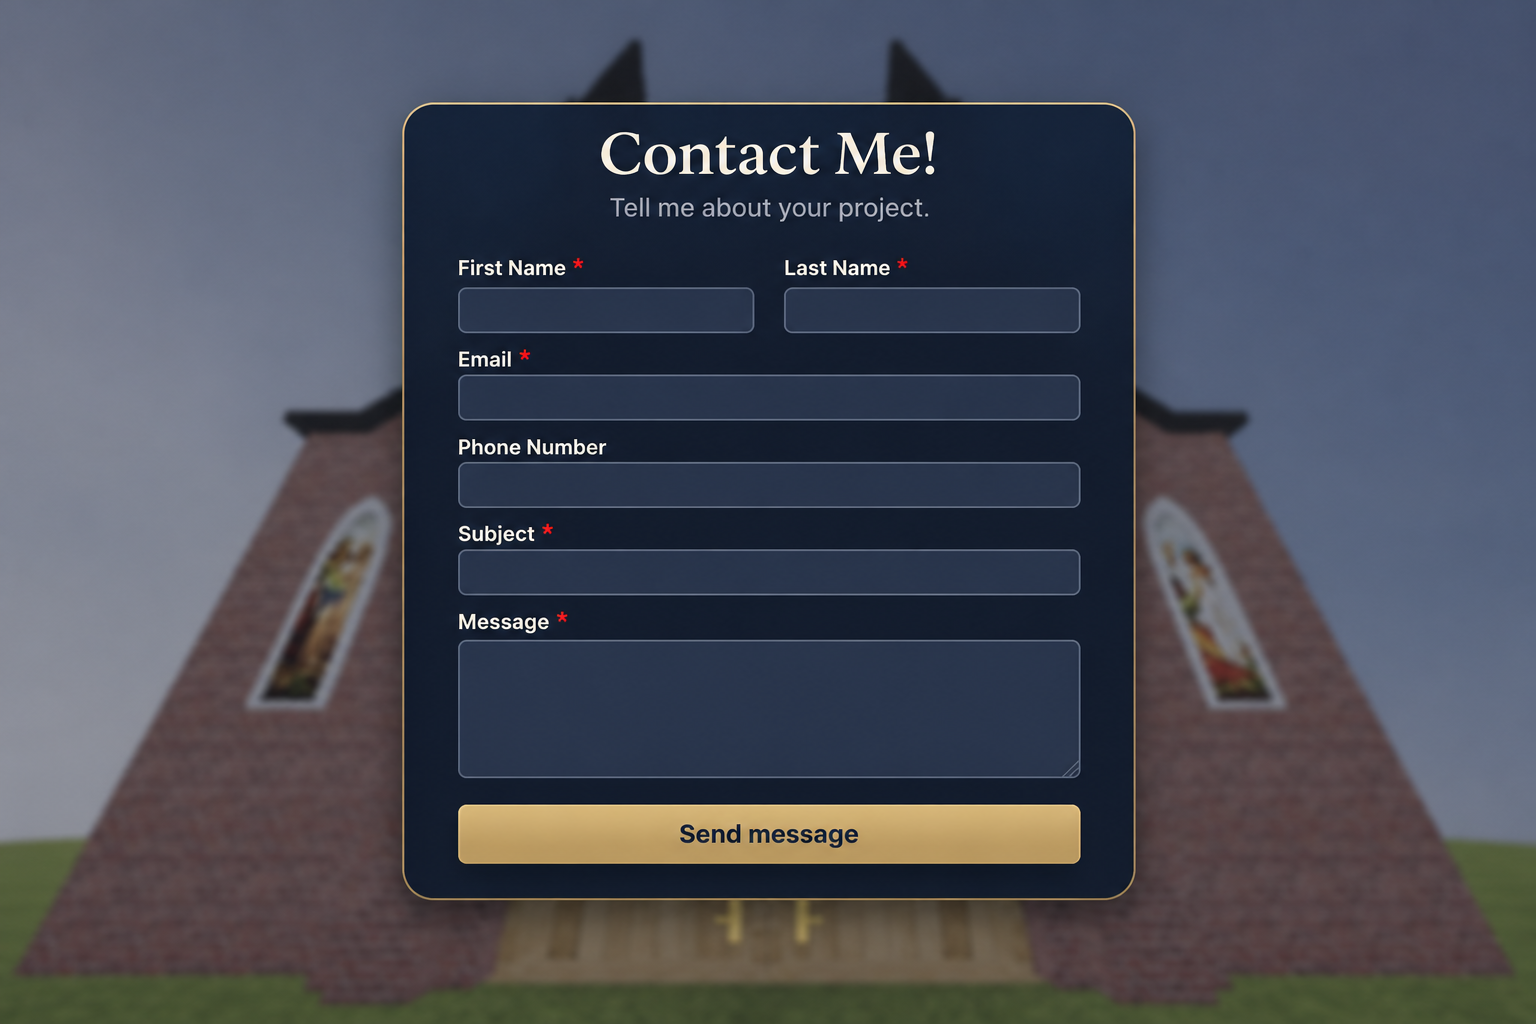 Contact Me!
Tell me about your project.
First Name *
Last Name *
Email *
Phone Number
Subject *
Message *
Send message